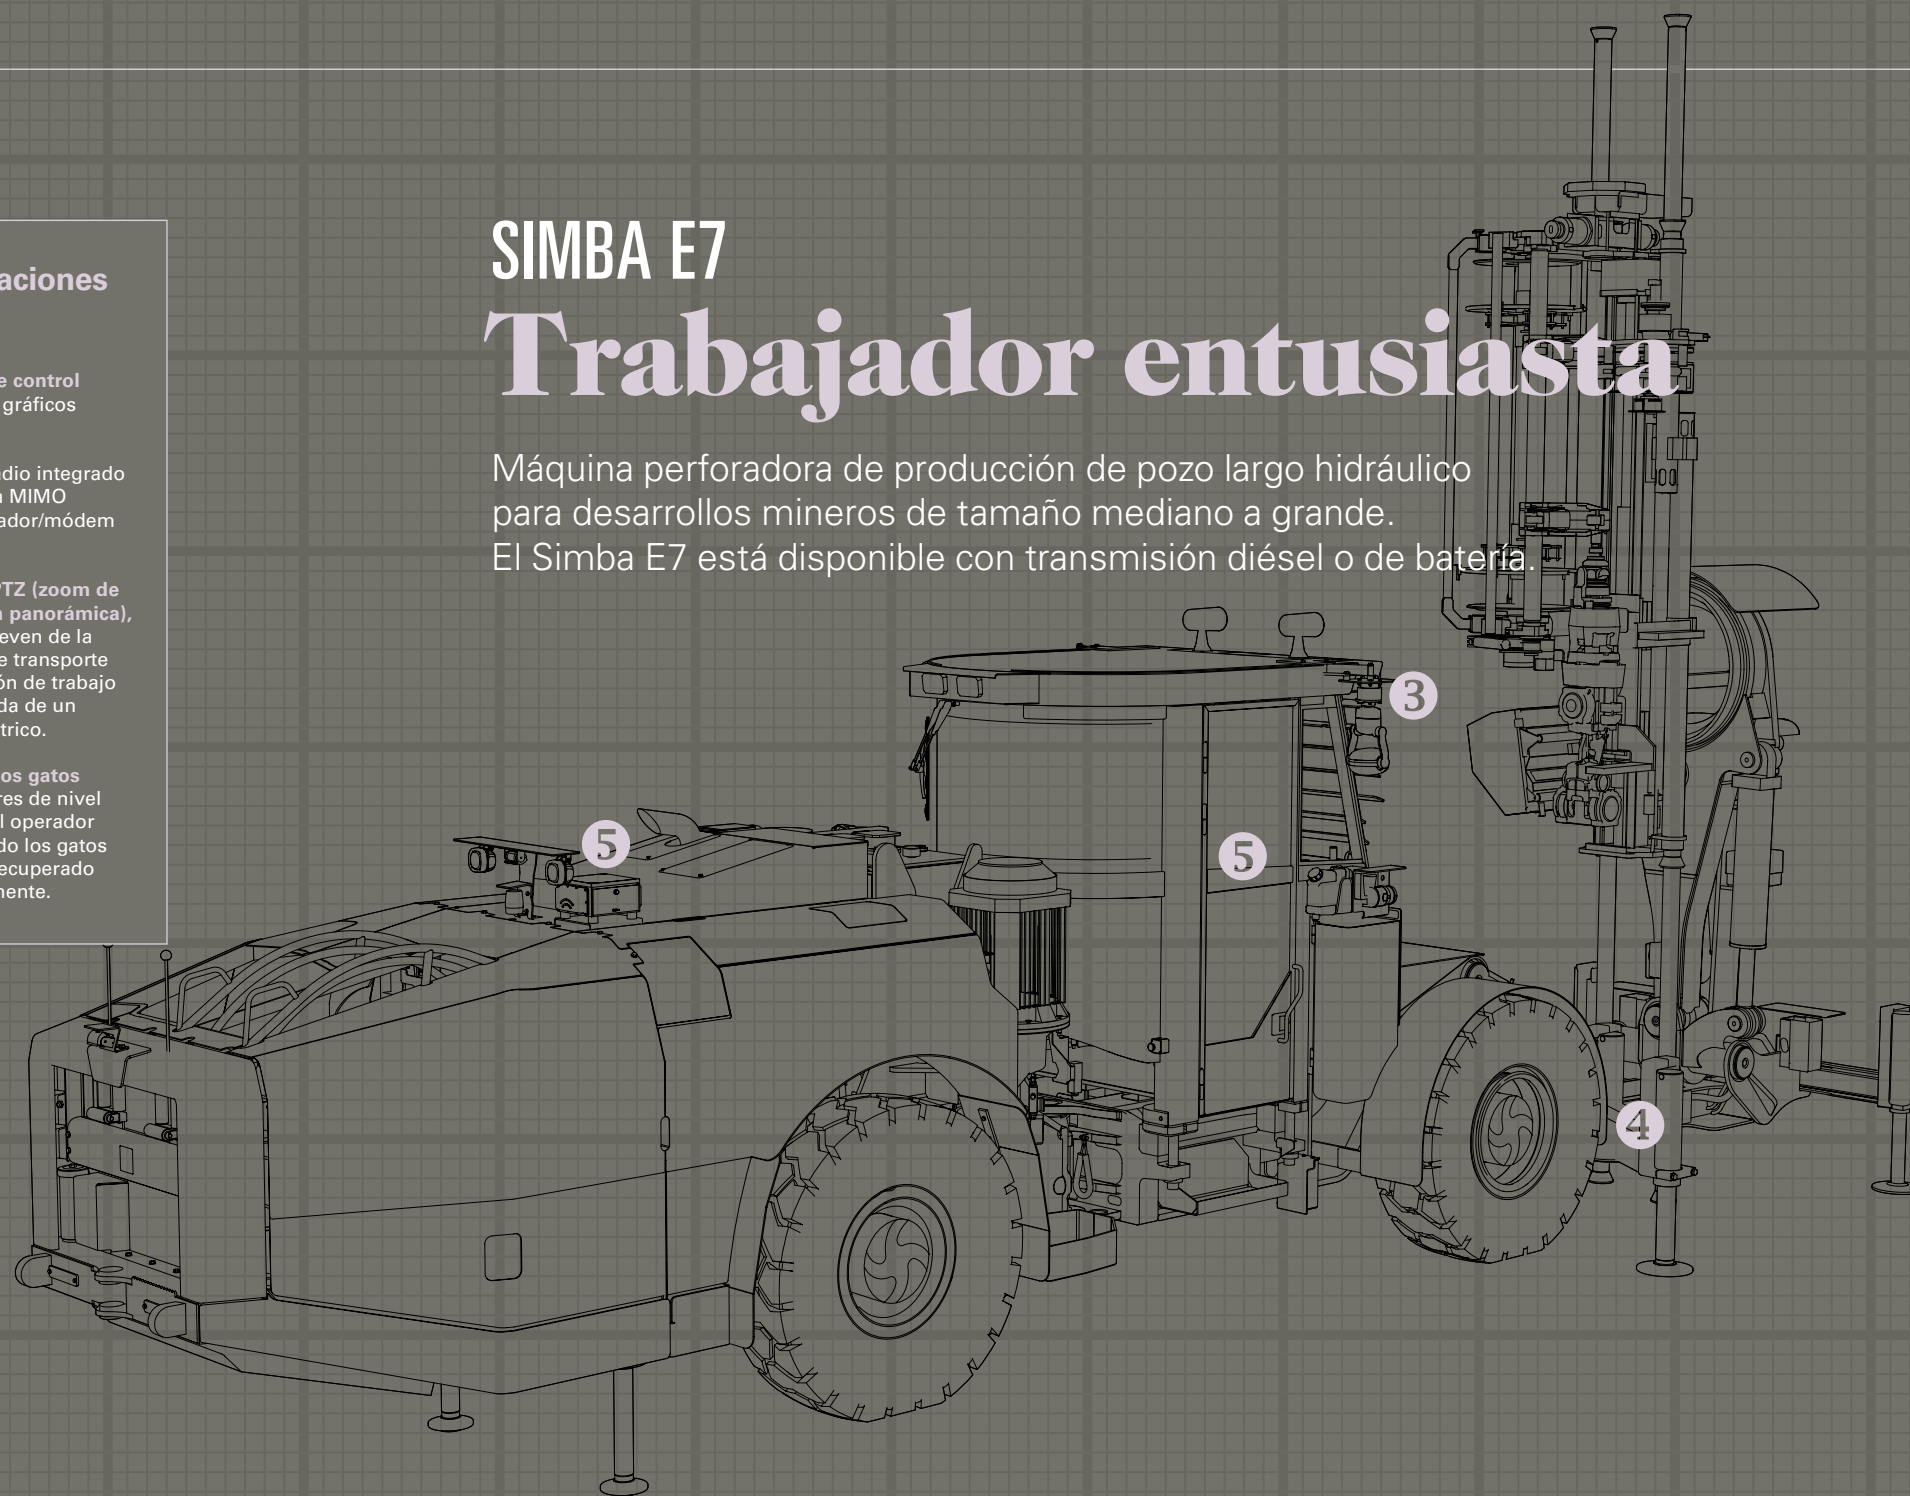 aciones
e control
gráficos
dio integrado
MIMO
ador/módem
PTZ (zoom de
panorámica),
even de la
e transporte
ón de trabajo
da de un
trico.
os gatos
res de nivel
l operador
do los gatos
ecuperado
mente.
SIMBA E7
Trabajador entusiasta
Máquina perforadora de producción de pozo largo hidráulico
para desarrollos mineros de tamaño mediano a grande.
El Simba E7 está disponible con transmisión diésel o de batería.
3
5
5
4